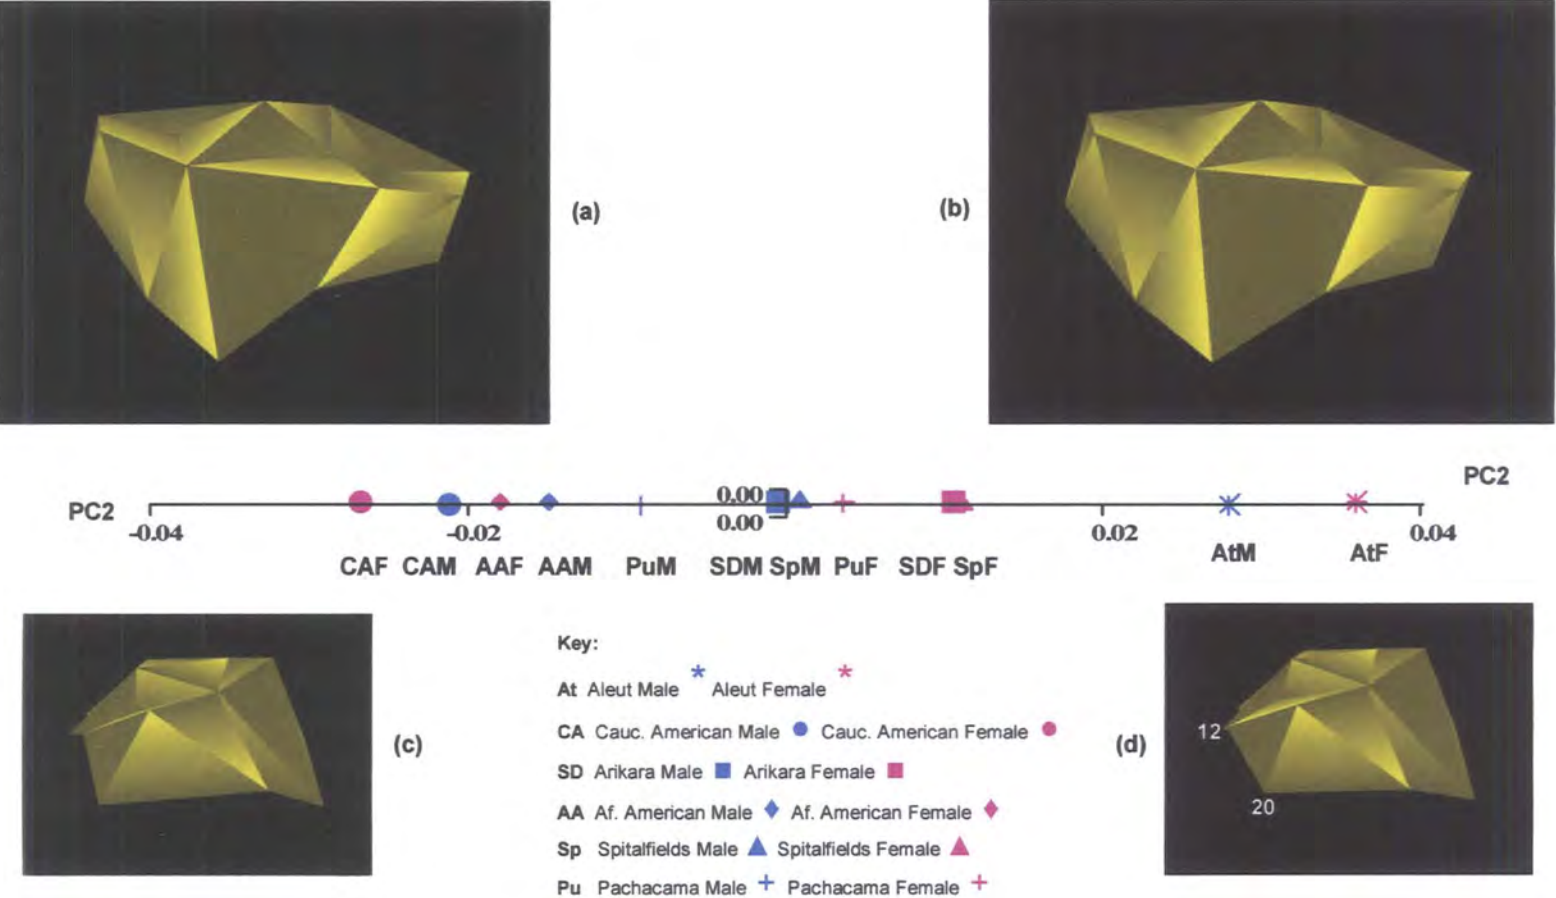 (a)
(b)
PC2
PC2
0.00
0.00
-0.04
-0.02
0.02
0.04
CAF CAM AAF AAM PuM SDM SpM PuF SDF SpF AtM AtF
Key:
At Aleut Male * Aleut Female *
CA Cauc. American Male Cauc. American Female
SD Arikara Male Arikara Female
AA Af. American Male Af. American Female
Sp Spitalfields Male Spitalfields Female
Pu Pachacama Male + Pachacama Female +
(c)
(d)
12
20